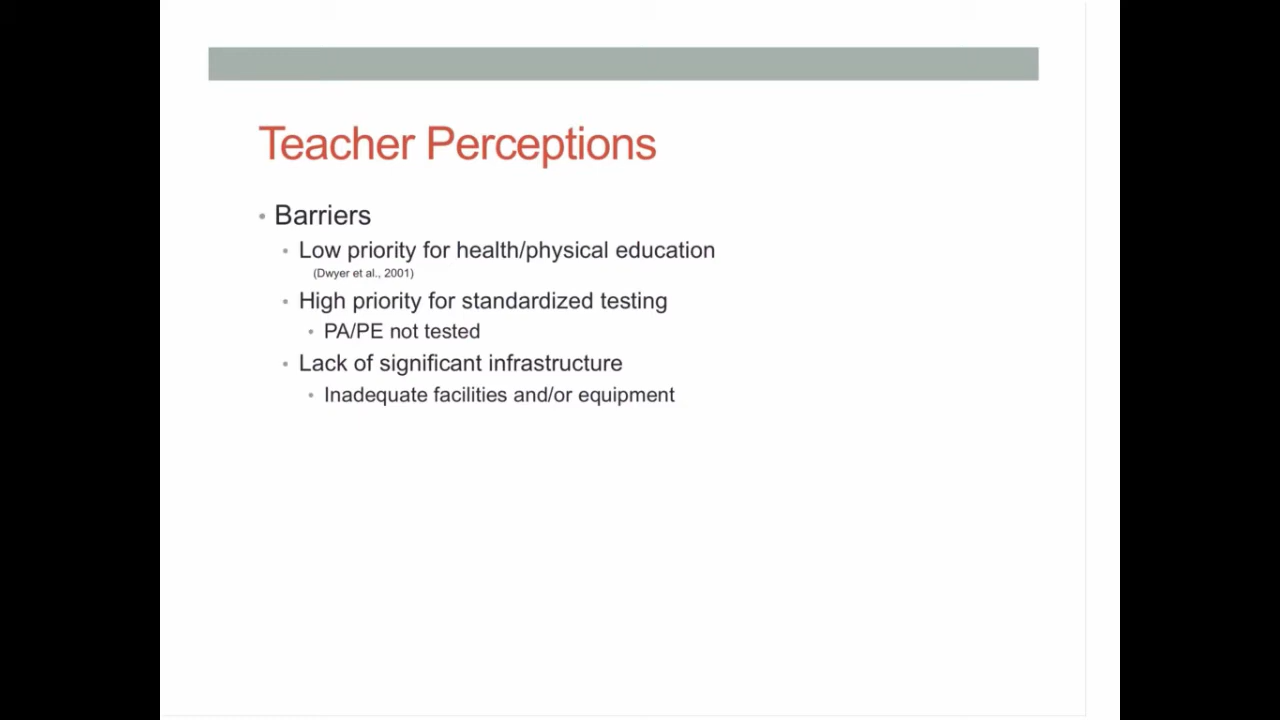 Teacher Perceptions
• Barriers
• Low priority for health/physical education
(Dwyer et al., 2001)
• High priority for standardized testing
• PA/PE not tested
• Lack of significant infrastructure
• Inadequate facilities and/or equipment